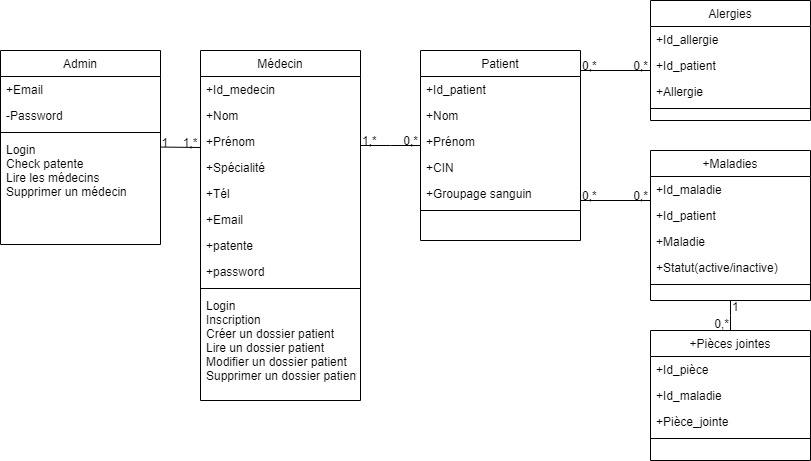 Admin
+Email
-Password
Login
Check patente
Lire les médecins
Supprimer un médecin
1
1,*
Médecin
+Id_medecin
+Nom
+Prénom
+Spécialité
+Tél
+Email
+patente
+password
Login
Inscription
Créer un dossier patient
Lire un dossier patient
Modifier un dossier patient
Supprimer un dossier patient
1,*
0,*
Patient
+Id_patient
+Nom
+Prénom
+CIN
+Groupage sanguin
0,*
0,*
Alergies
+Id_allergie
+Id_patient
+Allergie
0,*
0,*
+Maladies
+Id_maladie
+Id_patient
+Maladie
+Statut(active/inactive)
1
0,*
+Pièces jointes
+Id_pièce
+Id_maladie
+Pièce_jointe